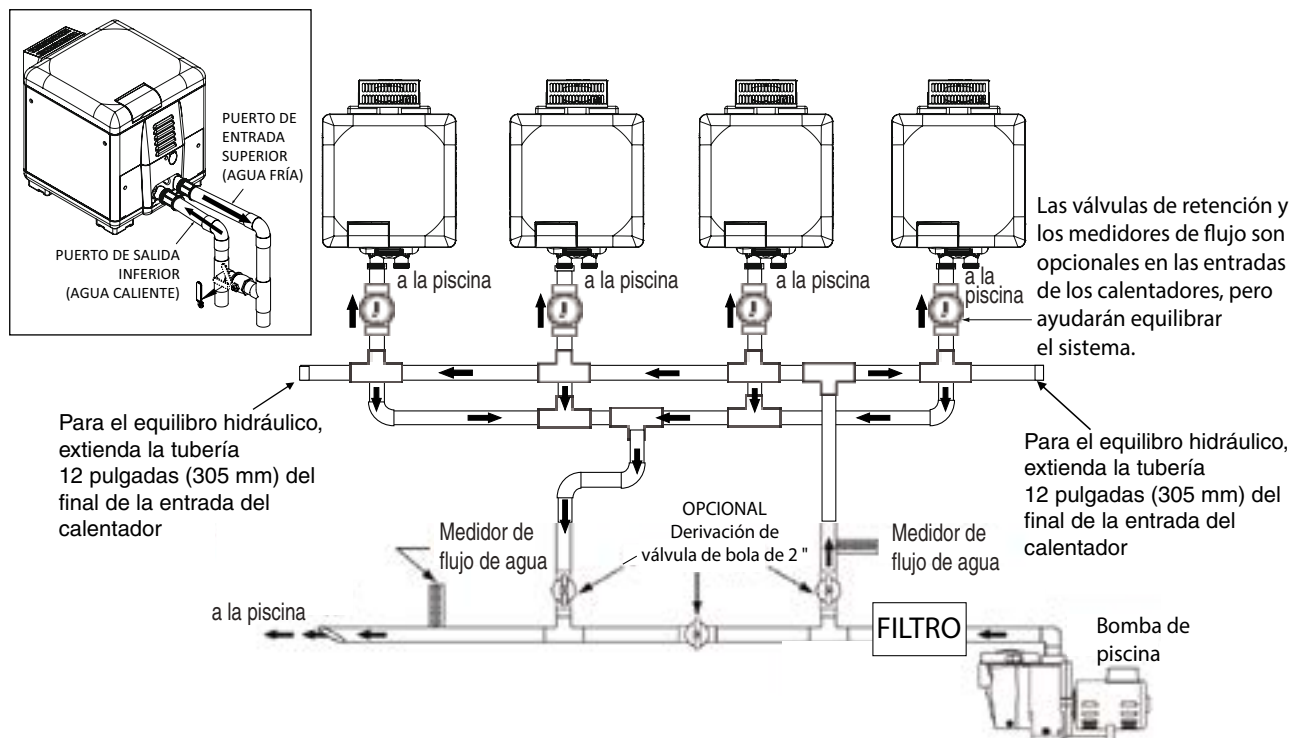 PUERTO DE
ENTRADA
SUPERIOR
(AGUA FRÍA)
PUERTO DE SALIDA
INFERIOR
(AGUA CALIENTE)
a la piscina
a la piscina
a la piscina
a la
piscina
Las válvulas de retención y
los medidores de flujo son
opcionales en las entradas
de los calentadores, pero
ayudarán equilibrar
el sistema.
Para el equilibro hidráulico,
extienda la tubería
12 pulgadas (305 mm) del
final de la entrada del
calentador
Para el equilibro hidráulico,
extienda la tubería
12 pulgadas (305 mm) del
final de la entrada del
calentador
Medidor de
flujo de agua
OPCIONAL
Derivación de
válvula de bola de 2 "
Medidor de
flujo de agua
a la piscina
FILTRO
Bomba de
piscina